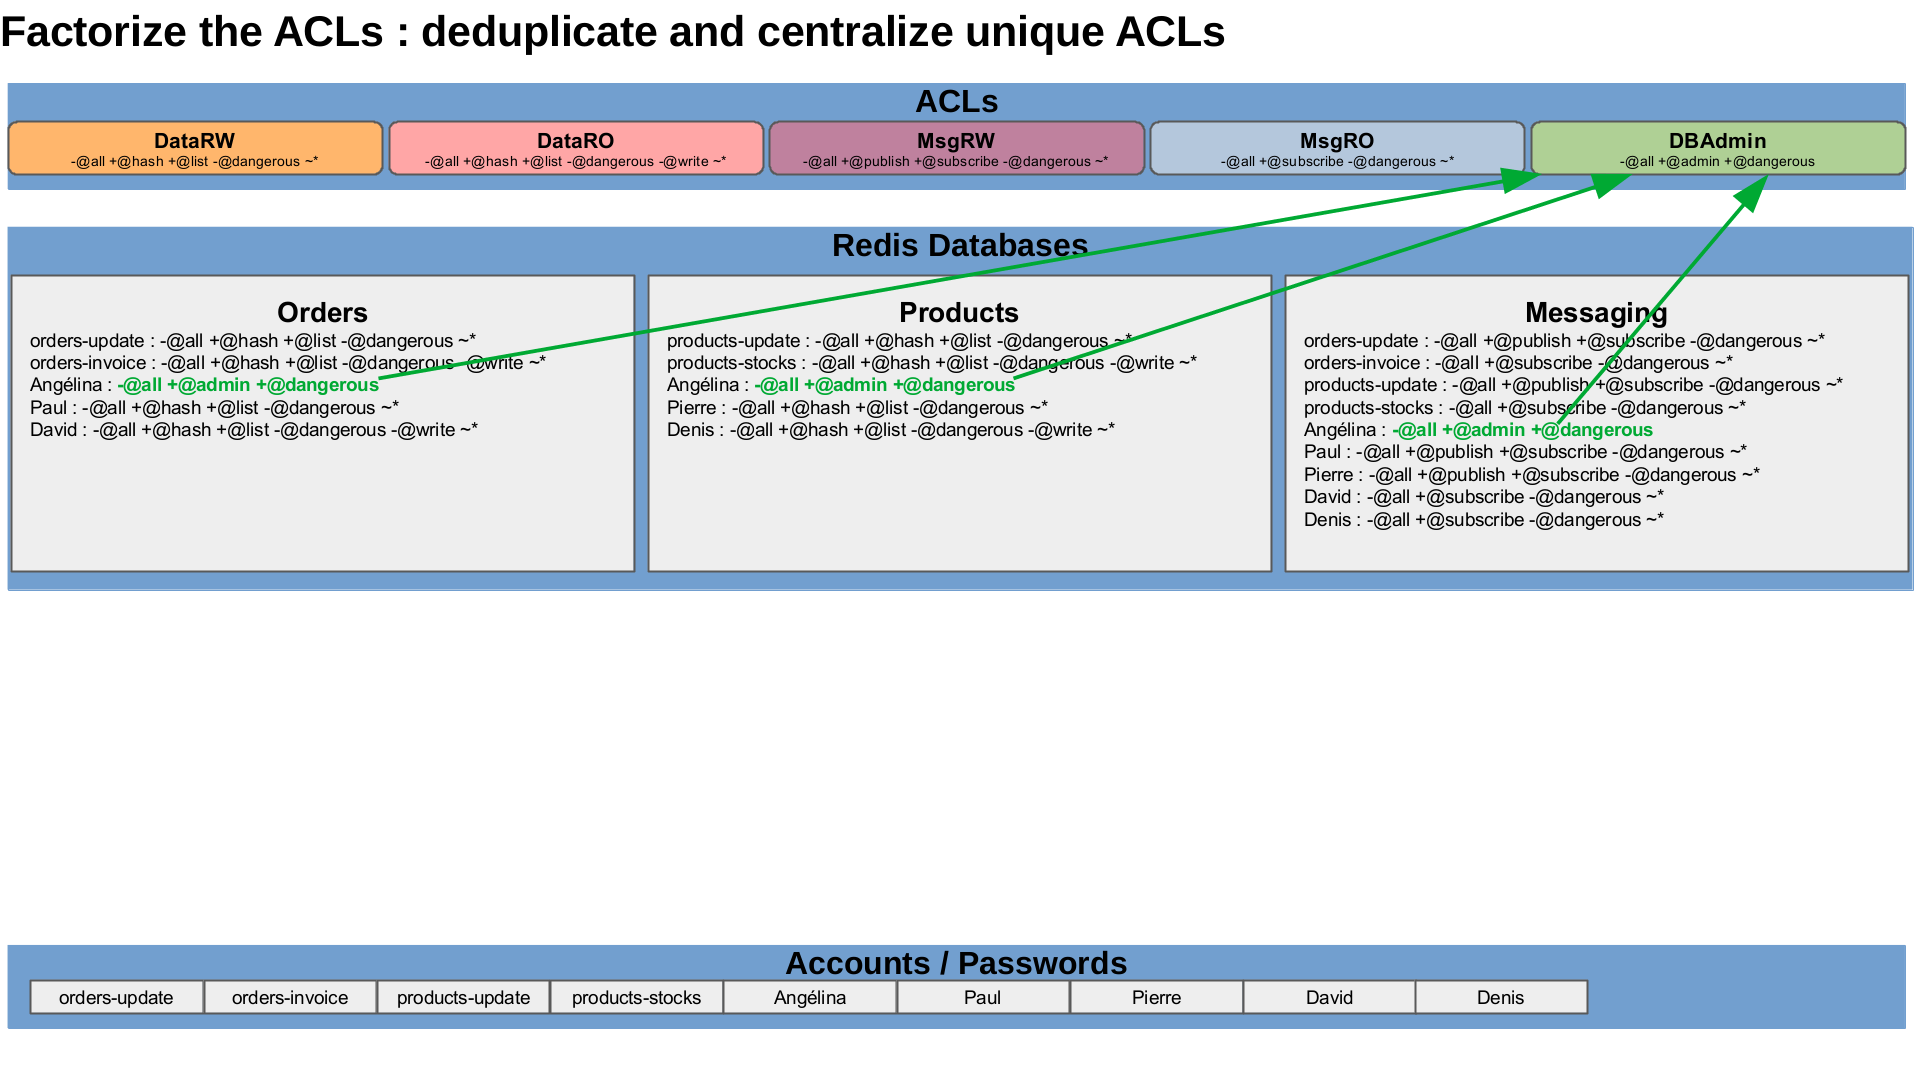 Factorize the ACLs : deduplicate and centralize unique ACLs
ACLs
DataRW
-@all +@hash +@list -@dangerous ~*
DataRO
-@all +@hash +@list -@dangerous -@write ~*
MsgRW
-@all +@publish +@subscribe -@dangerous ~*
MsgRO
-@all +@subscribe -@dangerous ~*
DBAdmin
-@all +@admin +@dangerous
Redis Databases
Orders
orders-update : -@all +@hash +@list -@dangerous ~*
orders-invoice : -@all +@hash +@list -@dangerous -@write ~*
Angélina : -@all +@admin +@dangerous
Paul : -@all +@hash +@list -@dangerous ~*
David : -@all +@hash +@list -@dangerous -@write ~*
Products
products-update : -@all +@hash +@list -@dangerous ~*
products-stocks : -@all +@hash +@list -@dangerous -@write ~*
Angélina : -@all +@admin +@dangerous
Pierre : -@all +@hash +@list -@dangerous ~*
Denis : -@all +@hash +@list -@dangerous -@write ~*
Messaging
orders-update : -@all +@publish +@subscribe -@dangerous ~*
orders-invoice : -@all +@subscribe -@dangerous ~*
products-update : -@all +@publish +@subscribe -@dangerous ~*
products-stocks : -@all +@subscribe -@dangerous ~*
Angélina : -@all +@admin +@dangerous
Paul : -@all +@publish +@subscribe -@dangerous ~*
Pierre : -@all +@publish +@subscribe -@dangerous ~*
David : -@all +@subscribe -@dangerous ~*
Denis : -@all +@subscribe -@dangerous ~*
Accounts / Passwords
orders-update
orders-invoice
products-update
products-stocks
Angélina
Paul
Pierre
David
Denis